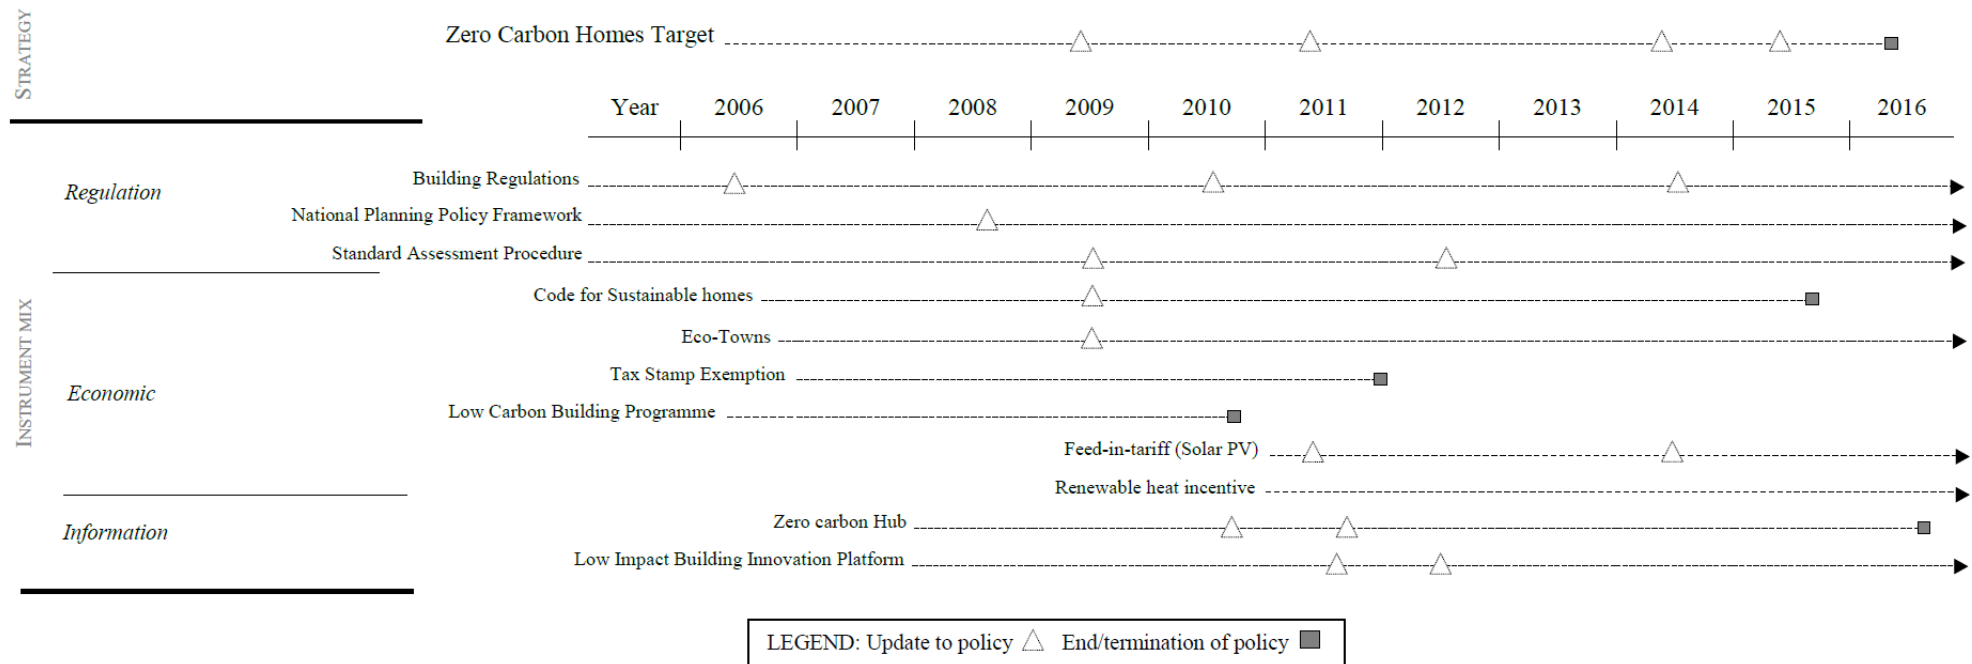 STRATEGY
Zero Carbon Homes Target
Year 2006 2007 2008 2009 2010 2011 2012 2013 2014 2015 2016
INSTRUMENT MIX
Regulation
Building Regulations
National Planning Policy Framework
Standard Assessment Procedure
Economic
Code for Sustainable homes
Eco-Towns
Tax Stamp Exemption
Low Carbon Building Programme
Feed-in-tariff (Solar PV)
Renewable heat incentive
Information
Zero carbon Hub
Low Impact Building Innovation Platform
LEGEND: Update to policy End/termination of policy